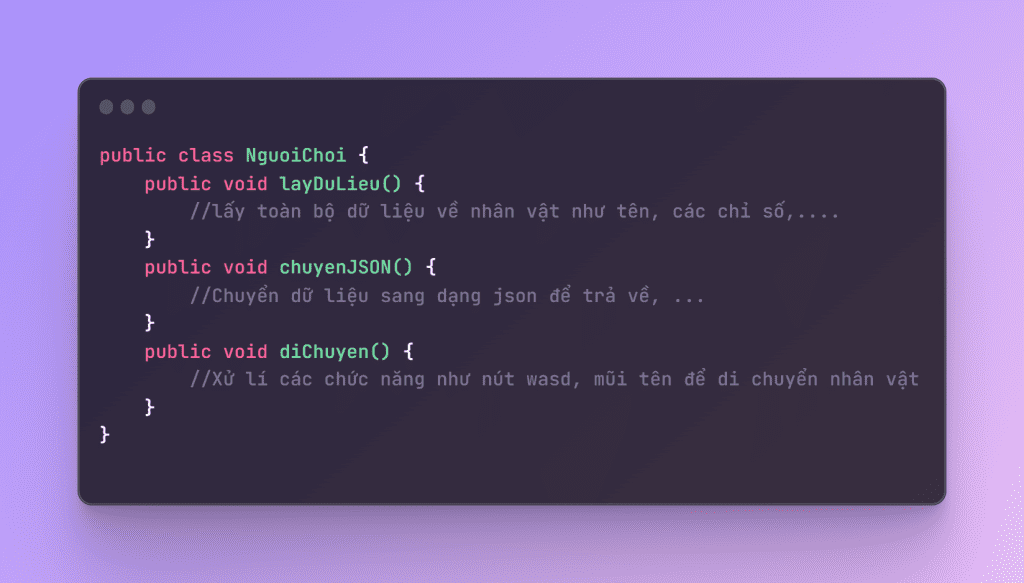 public class NguoiChoi {
public void layDuLieu() {
//lấy toàn bộ dữ liệu về nhân vật như tên, các chỉ số,....
}
public void chuyenJSON() {
//Chuyển dữ liệu sang dạng json để trả về, ...
}
public void diChuyen() {
//Xử lí các chức năng như nút wasd, mũi tên để di chuyển nhân vật
}
}